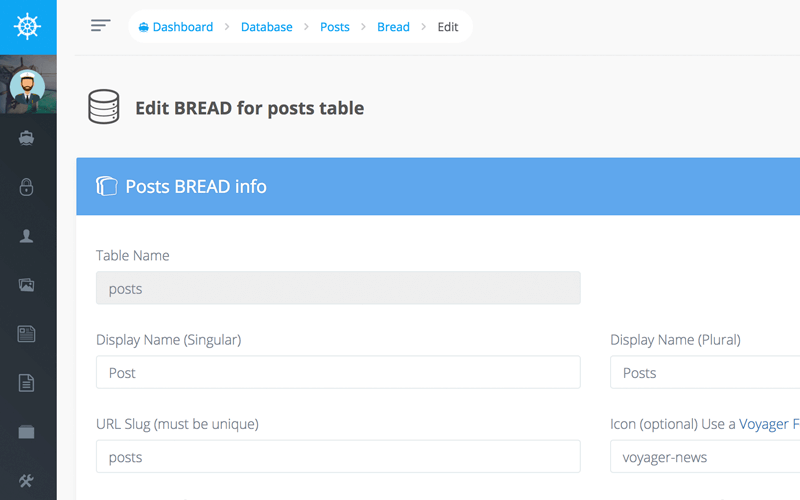 Dashboard > Database > Posts > Bread > Edit
Edit BREAD for posts table
Posts BREAD info
Table Name
posts
Display Name (Singular) Display Name (Plural)
Post Posts
URL Slug (must be unique) Icon (optional) Use a Voyager F
posts voyager-news